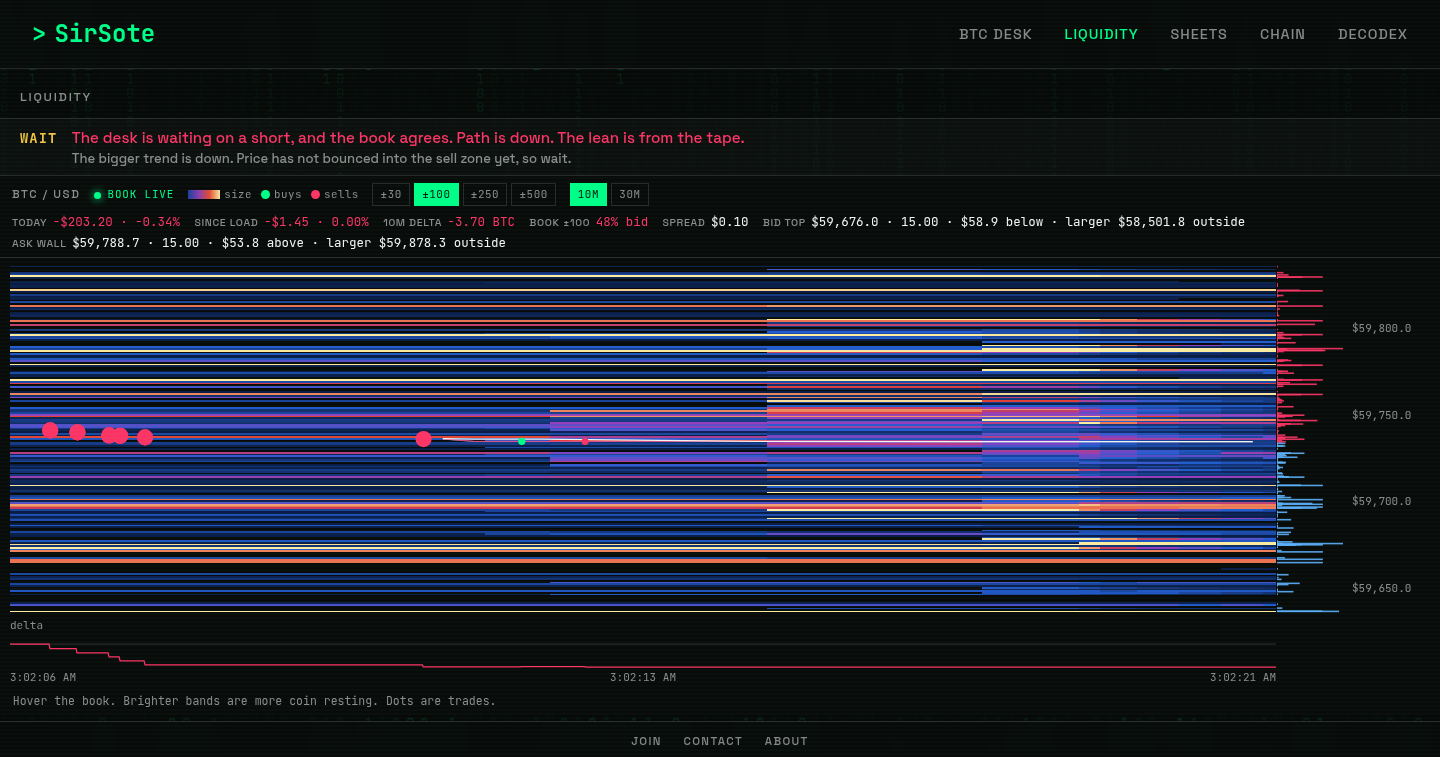 > SirSote
BTC DESK LIQUIDITY SHEETS CHAIN DECODEX
LIQUIDITY
WAIT The desk is waiting on a short, and the book agrees. Path is down. The lean is from the tape.
The bigger trend is down. Price has not bounced into the sell zone yet, so wait.
BTC / USD BOOK LIVE size buys sells ±30 ±100 ±250 ±500 10M 30M
TODAY -$203.20 · -0.34% SINCE LOAD -$1.45 · 0.00% 10M DELTA -3.70 BTC BOOK ±100 48% bid SPREAD $0.10 BID TOP $59,676.0 · 15.00 · $58.9 below · larger $58,501.8 outside
ASK WALL $59,788.7 · 15.00 · $53.8 above · larger $59,878.3 outside
$59,800.0
$59,750.0
$59,700.0
$59,650.0
delta
3:02:06 AM 3:02:13 AM 3:02:21 AM
Hover the book. Brighter bands are more coin resting. Dots are trades.
JOIN CONTACT ABOUT